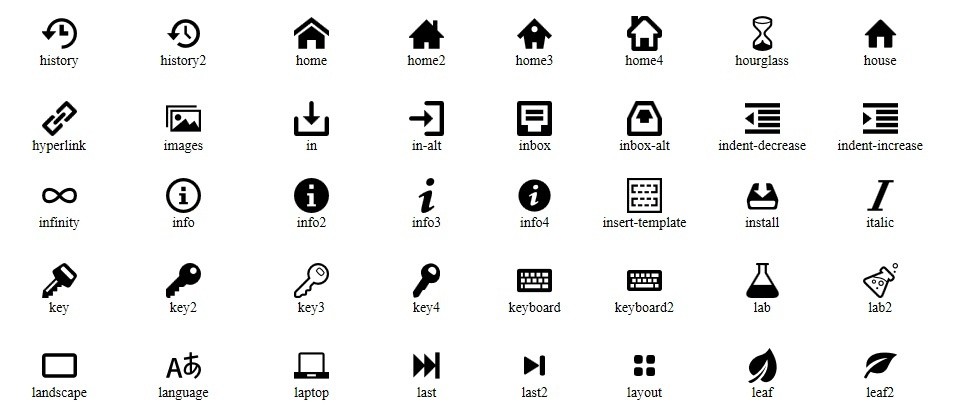 history history2 home home2 home3 home4 hourglass house
hyperlink images in in-alt inbox inbox-alt indent-decrease indent-increase
infinity info info2 info3 info4 insert-template install italic
key key2 key3 key4 keyboard keyboard2 lab lab2
Aあ
landscape language laptop last last2 layout leaf leaf2